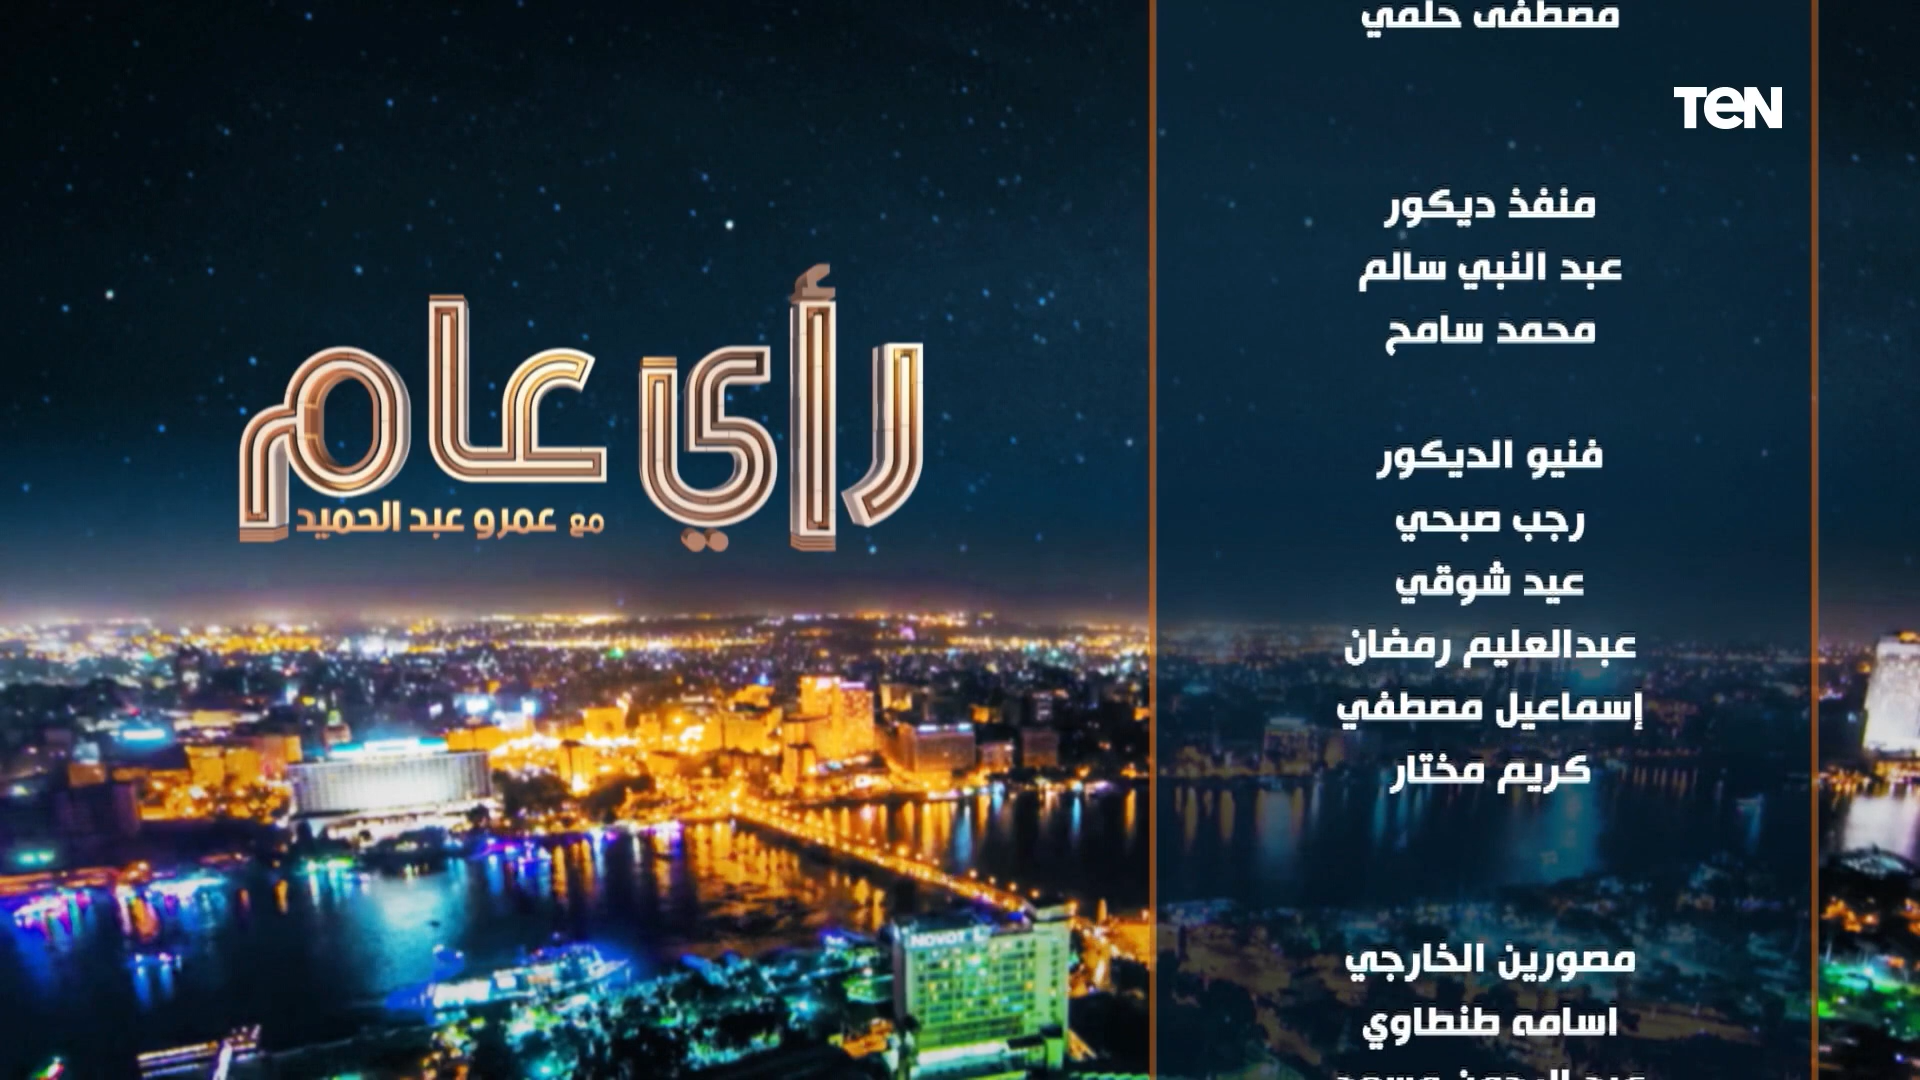 مصطفى حلمي
TeN
منفذ ديكور
عبد النبي سالم
محمد سامح
رأي عام
مع عمرو عبد الحميد
فنيو الديكور
رجب صبحي
عيد شوقي
عبدالعليم رمضان
إسماعيل مصطفي
كريم مختار
مصورين الخارجي
اسامه طنطاوي